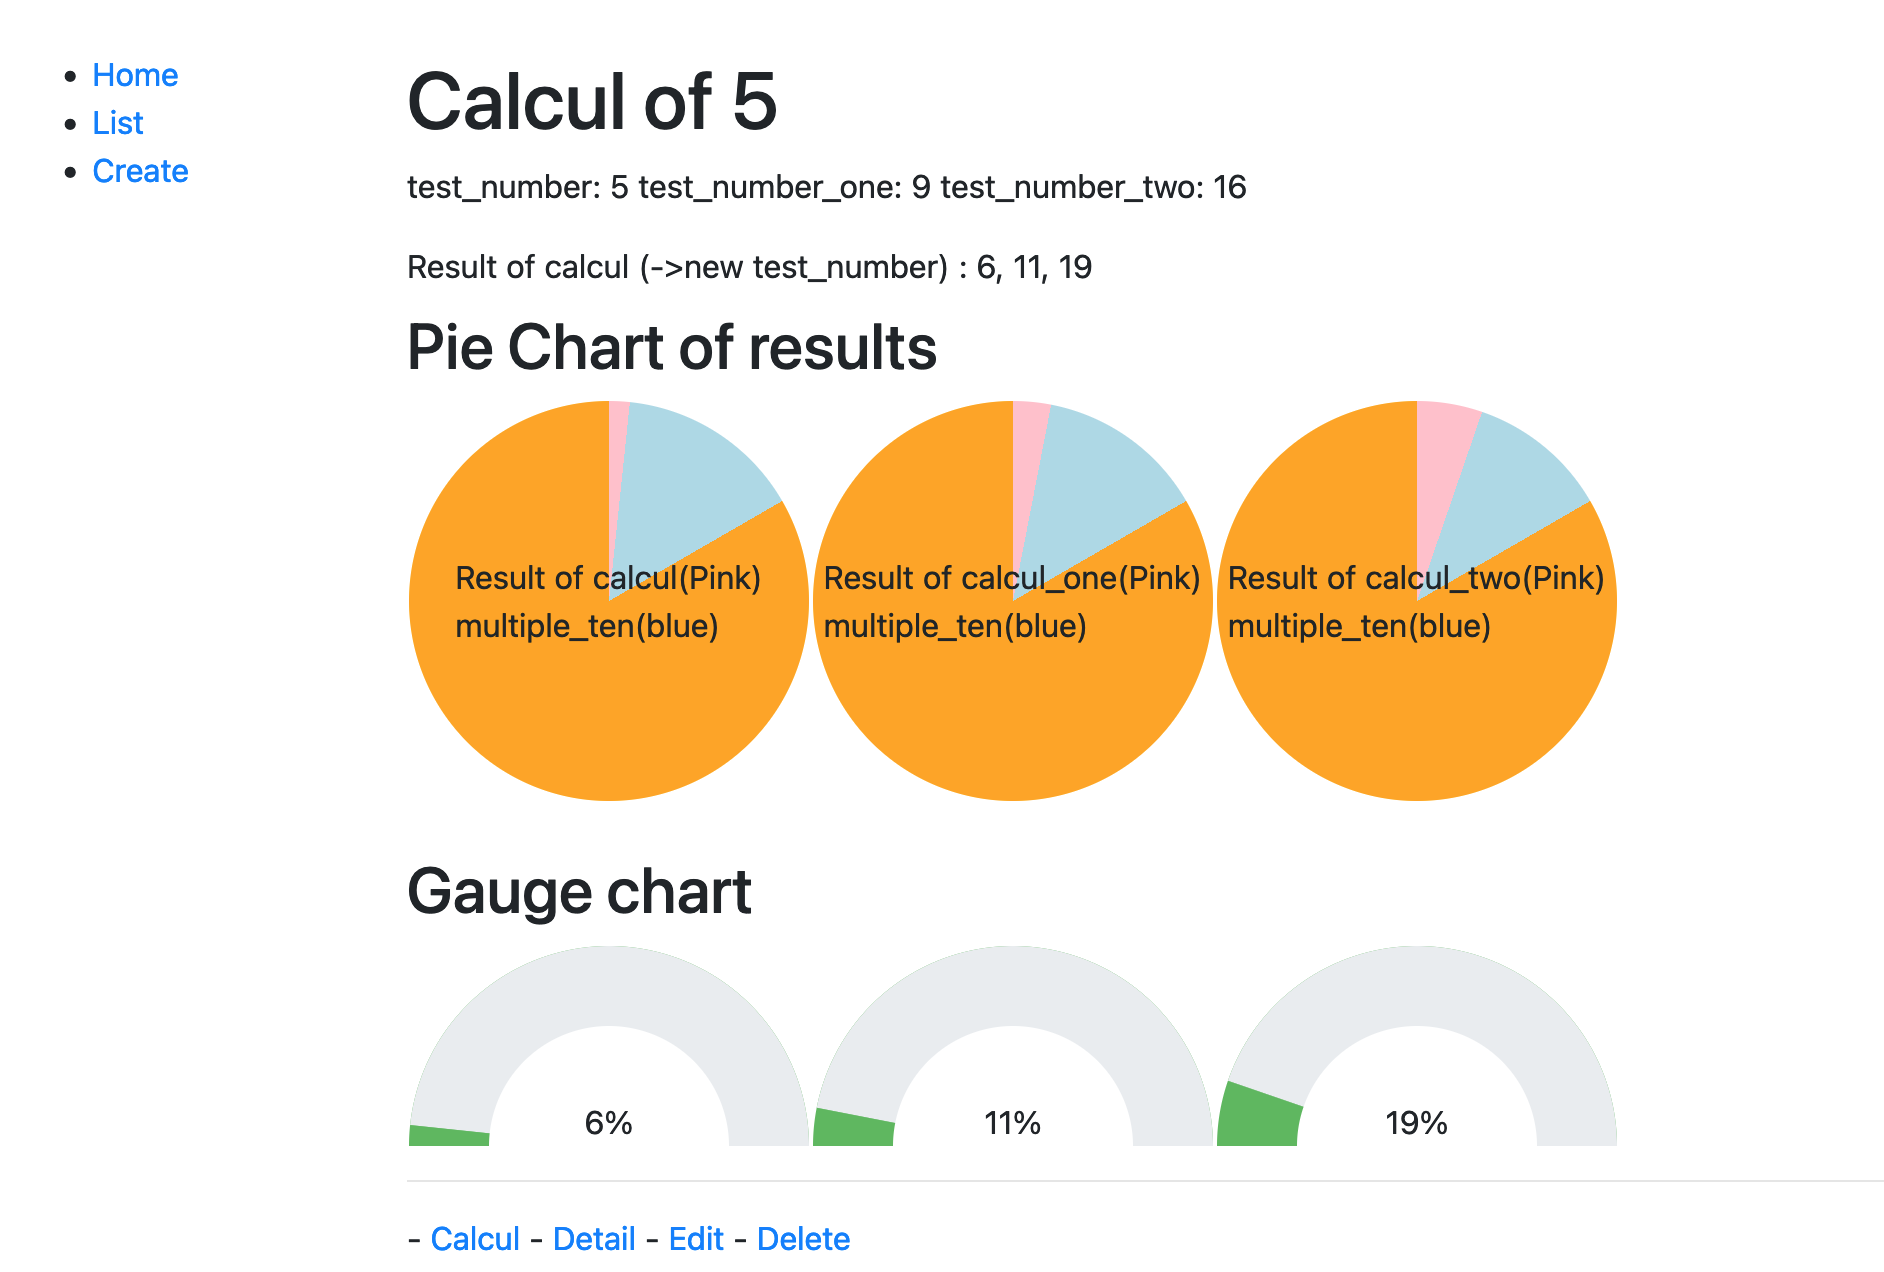 Home
List
Create
Calcul of 5
test_number: 5 test_number_one: 9 test_number_two: 16
Result of calcul (->new test_number) : 6, 11, 19
Pie Chart of results
Result of calcul(Pink)
multiple_ten(blue)
Result of calcul_one(Pink)
multiple_ten(blue)
Result of calcul_two(Pink)
multiple_ten(blue)
Gauge chart
6%
11%
19%
- Calcul - Detail - Edit - Delete